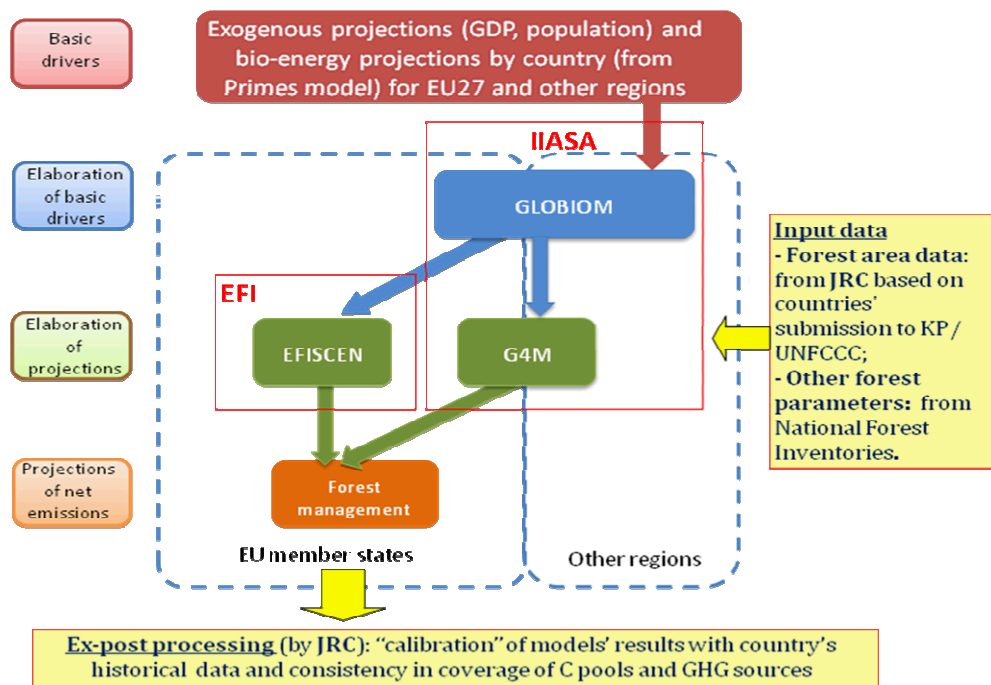 Basic
drivers
Exogenous projections (GDP, population) and
bio-energy projections by country (from
Primes model) for EU27 and other regions
IIASA
Elaboration
of basic
drivers
GLOBIOM
Input data
- Forest area data:
from JRC based on
countries'
submission to KP/
UNFCCC;
- Other forest
parameters: from
National Forest
Inventories.
EFI
Elaboration
of
projections
EFISCEN
G4M
Projections
of net
emissions
Forest
management
EU member states
Other regions
Ex-post processing (by JRC): “calibration”of models’ results with country’s
historical data and consistency in coverage of C pools and GHG sources